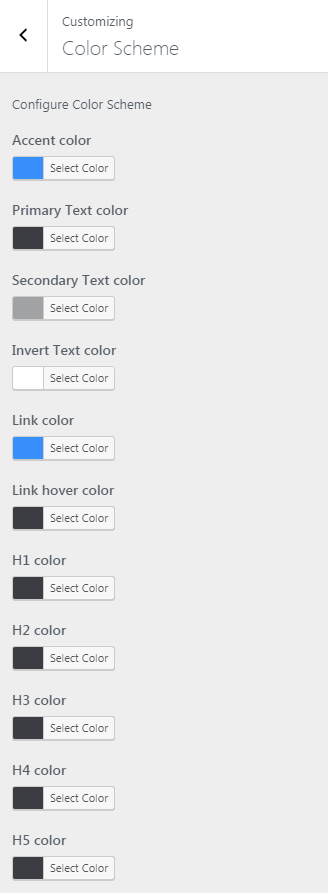 Customizing
Color Scheme
Configure Color Scheme
Accent color
Select Color
Primary Text color
Select Color
Secondary Text color
Select Color
Invert Text color
Select Color
Link color
Select Color
Link hover color
Select Color
H1 color
Select Color
H2 color
Select Color
H3 color
Select Color
H4 color
Select Color
H5 color
Select Color